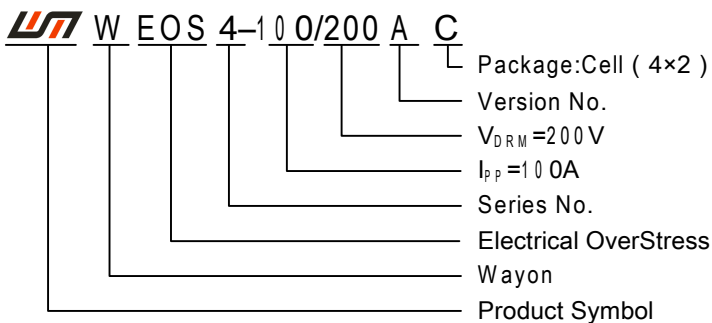 W EOS 4–100/200 A C
Package:Cell ( 4×2 )
Version No.
VDRM=200V
IPP=100A
Series No.
Electrical OverStress
Wayon
Product Symbol